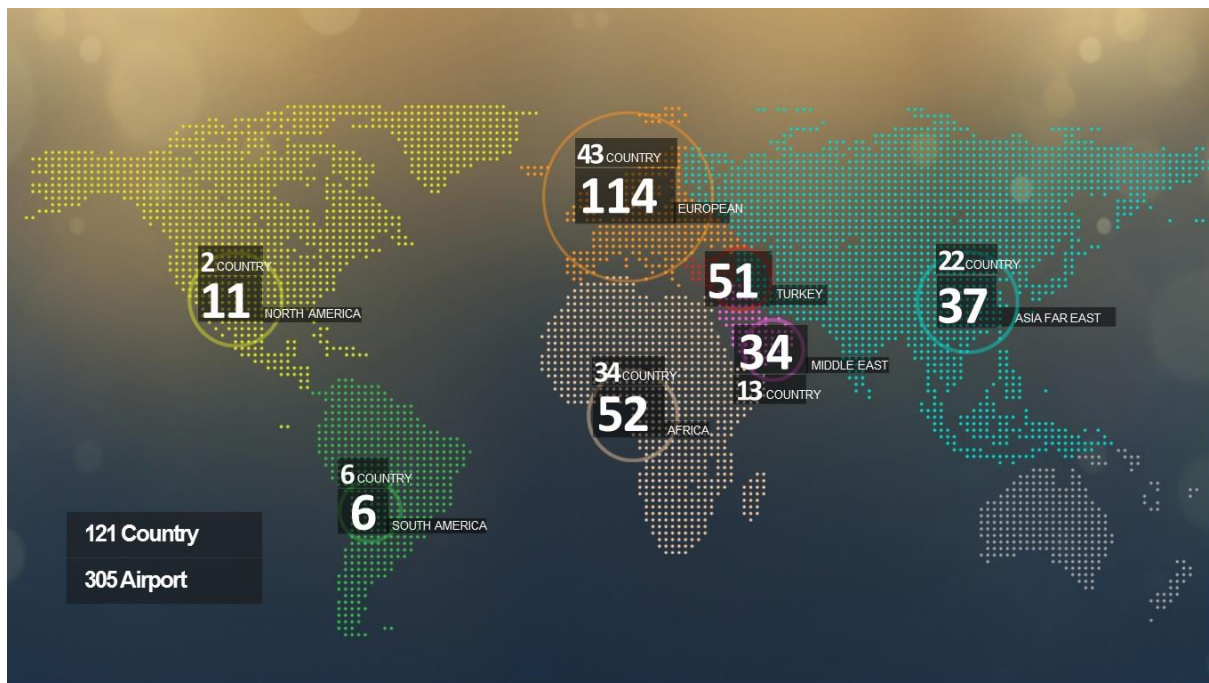 43 COUNTRY
114 EUROPEAN
2 COUNTRY
11 NORTH AMERICA
51 TURKEY
22 COUNTRY
37 ASIA FAR EAST
34 MIDDLE EAST
13 COUNTRY
34 COUNTRY
52 AFRICA
6 COUNTRY
6 SOUTH AMERICA
121 Country
305 Airport